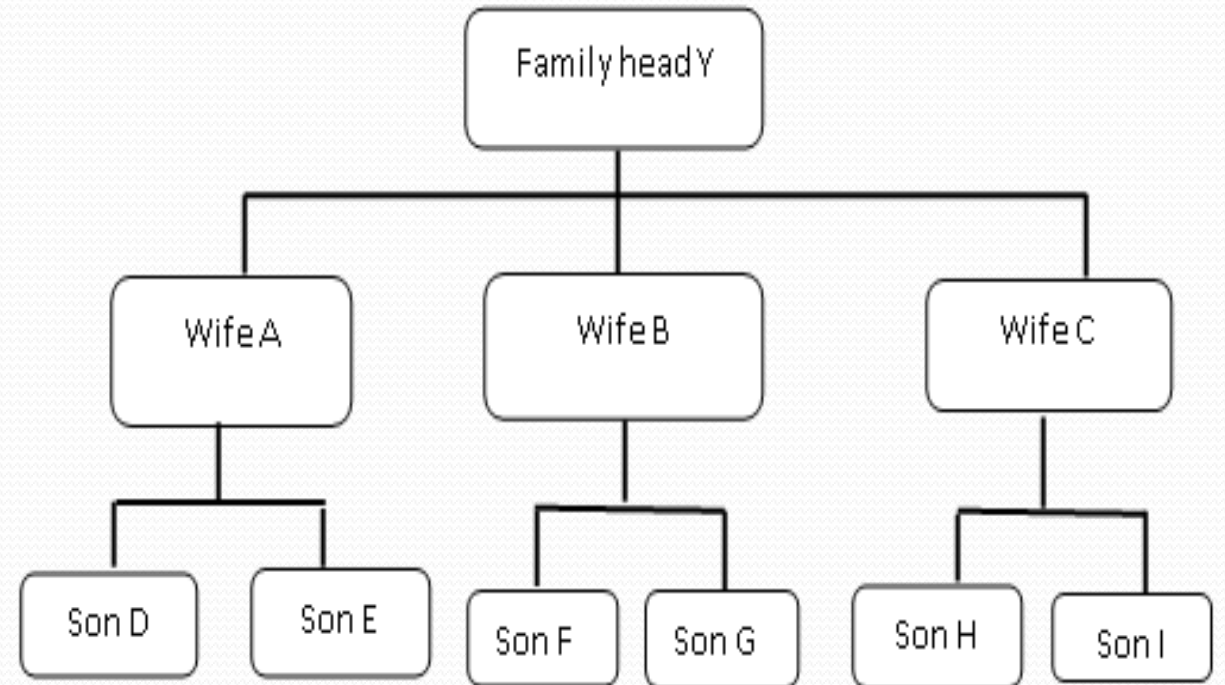 Family head Y
Wife A
Wife B
Wife C
Son D
Son E
Son F
Son G
Son H
Son I